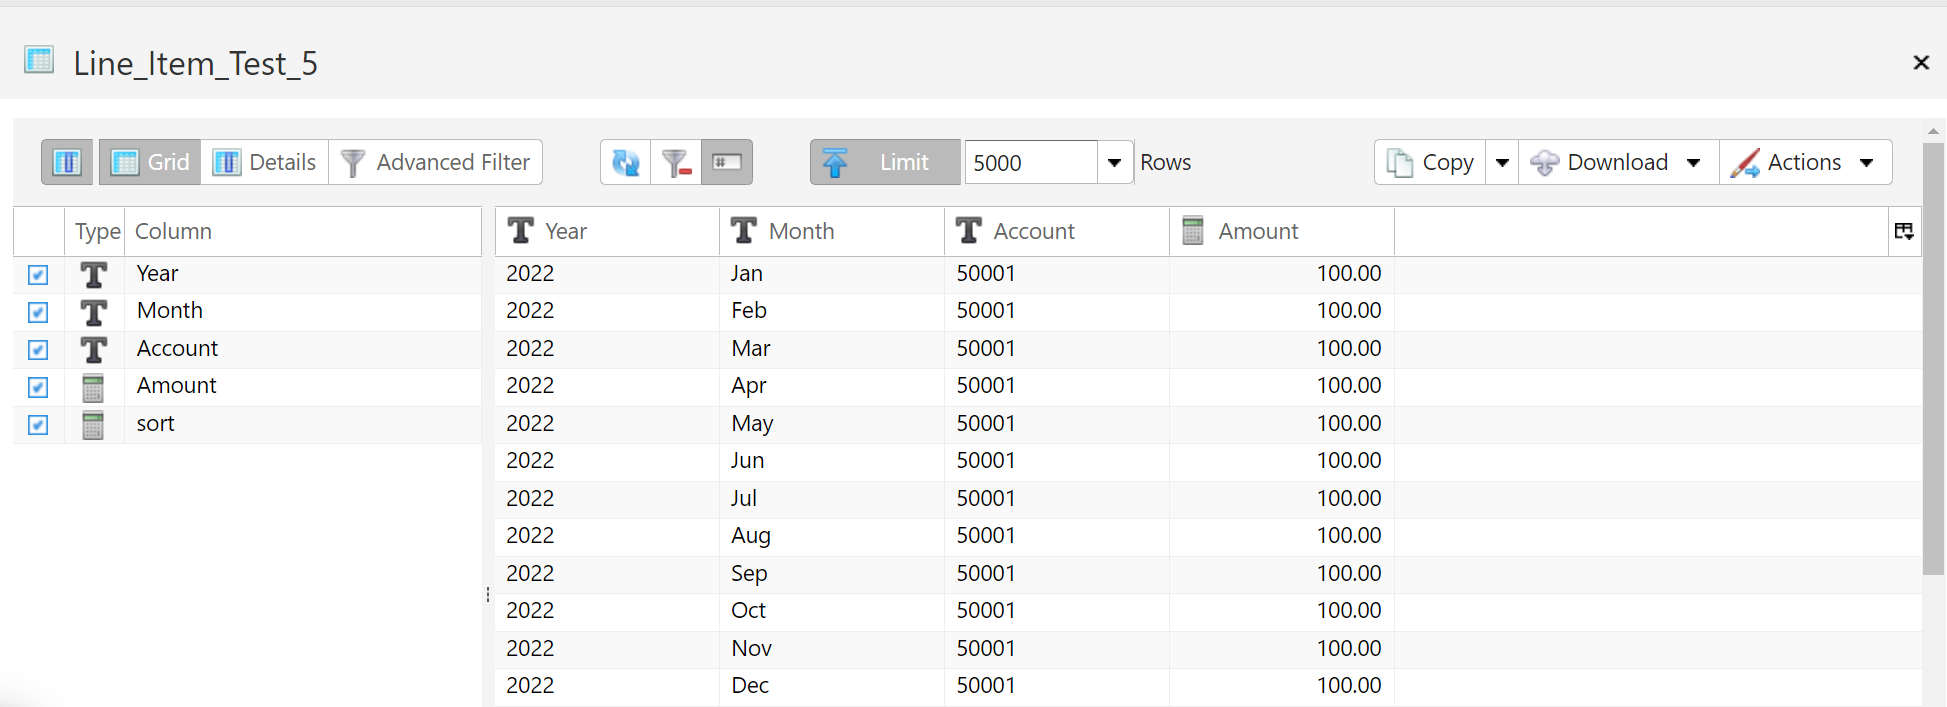 Line_Item_Test_5
Grid Details Advanced Filter # Limit 5000 Rows Copy Download Actions
Type Column Year Month Account Amount
Year 2022 Jan 50001 100.00
Month 2022 Feb 50001 100.00
Account 2022 Mar 50001 100.00
Amount 2022 Apr 50001 100.00
sort 2022 May 50001 100.00
2022 Jun 50001 100.00
2022 Jul 50001 100.00
2022 Aug 50001 100.00
2022 Sep 50001 100.00
2022 Oct 50001 100.00
2022 Nov 50001 100.00
2022 Dec 50001 100.00